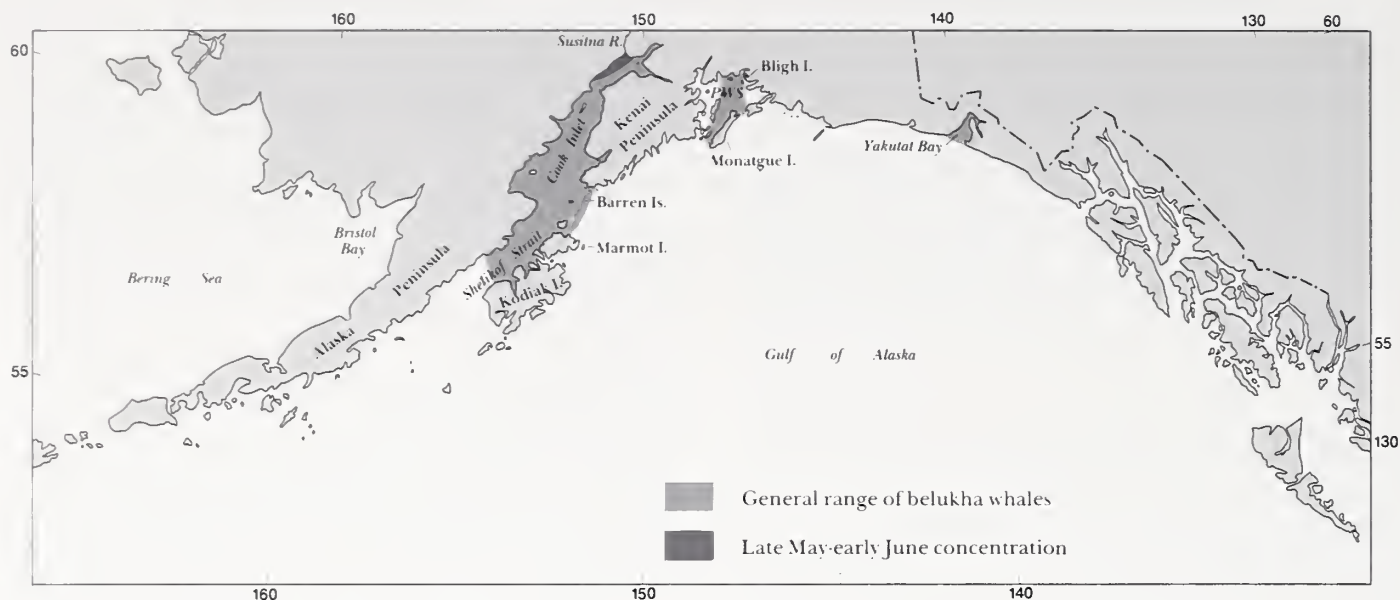 160
150
140
130
60
60
Susitna R.
Bligh I.
PWS
Kenai
Peninsula
Cook Inlet
Monatgue I.
Yakutat Bay
Barren Is.
Bristol
Bay
Marmot I.
Shelikof Strait
Bering Sea
Peninsula
Kodiak I.
Alaska
Gulf of Alaska
55
55
130
General range of belukha whales
Late May-early June concentration
160
150
140